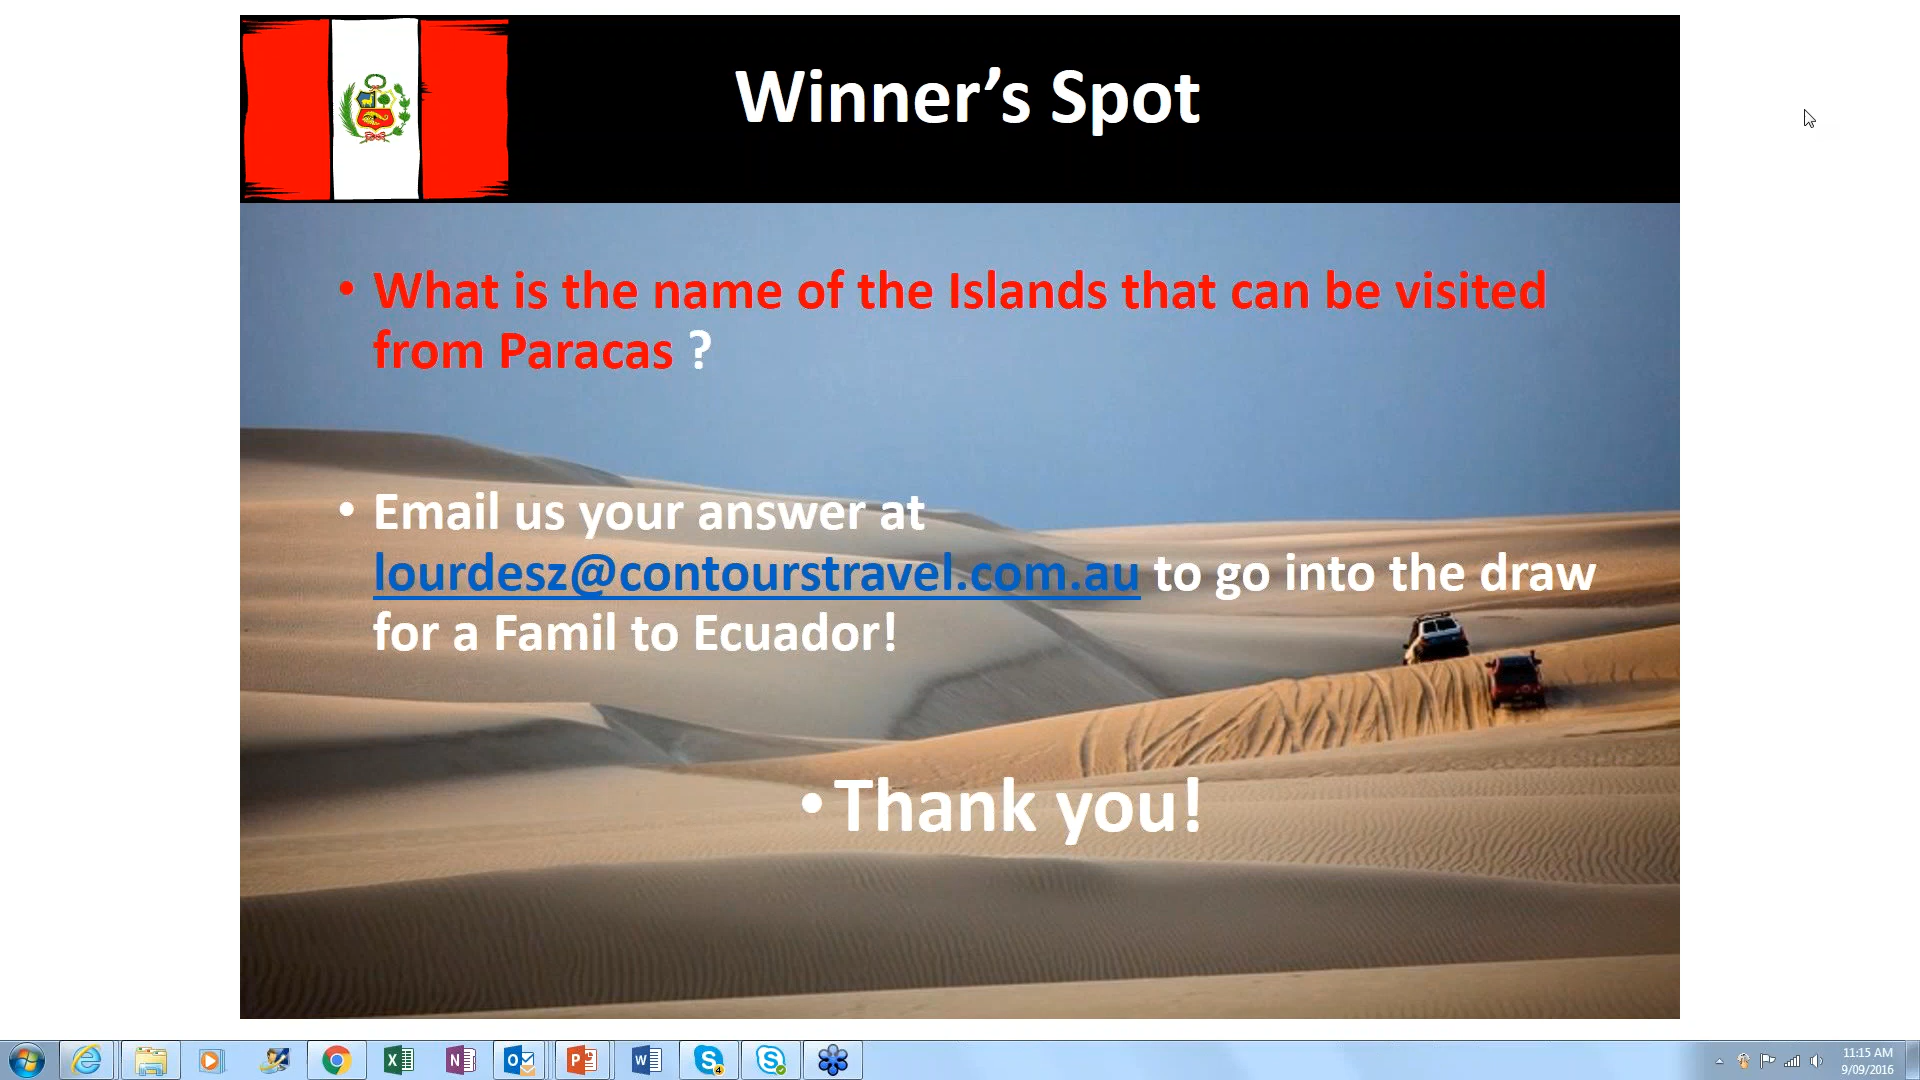 Winner’s Spot
• What is the name of the Islands that can be visited
from Paracas ?
• Email us your answer at
lourdesz@contourstravel.com.au to go into the draw
for a Famil to Ecuador!
• Thank you!
11:15 AM
9/09/2016